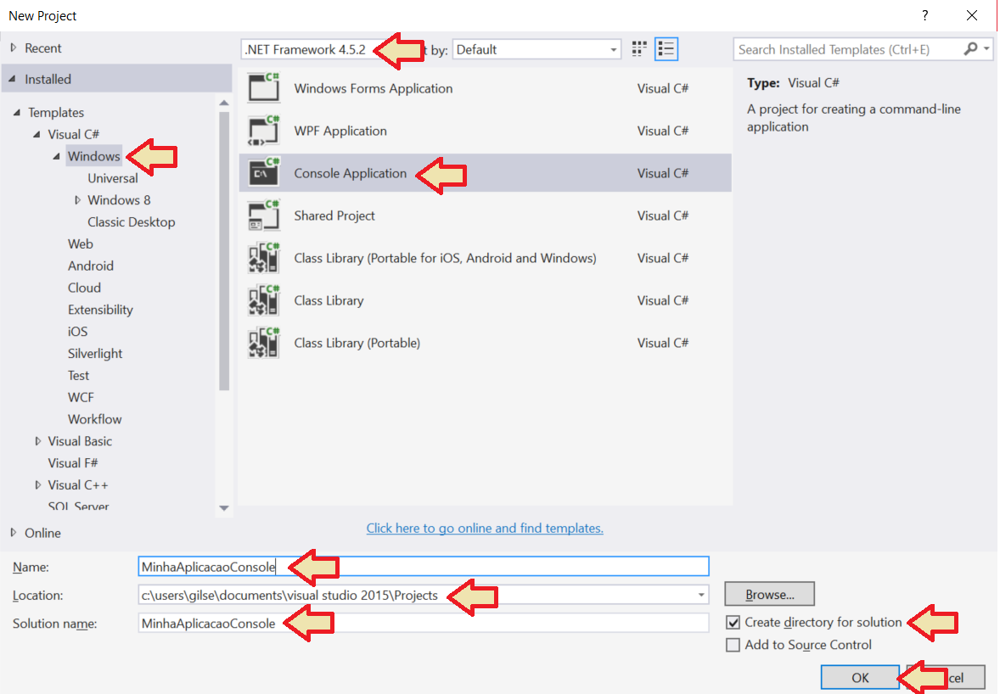 New Project
?
Recent
Installed
Templates
Visual C#
Windows
Universal
Windows 8
Classic Desktop
Web
Android
Cloud
Extensibility
iOS
Silverlight
Test
WCF
Workflow
Visual Basic
Visual F#
Visual C++
SQL Server
Online
.NET Framework 4.5.2 by: Default
Windows Forms Application Visual C#
WPF Application Visual C#
Console Application Visual C#
Shared Project Visual C#
Class Library (Portable for iOS, Android and Windows) Visual C#
Class Library Visual C#
Class Library (Portable) Visual C#
Click here to go online and find templates.
Search Installed Templates (Ctrl+E)
Type: Visual C#
A project for creating a command-line
application
Name: MinhaAplicacaoConsole
Location: c:\users\gilse\documents\visual studio 2015\Projects
Browse...
Solution name: MinhaAplicacaoConsole
Create directory for solution
Add to Source Control
OK